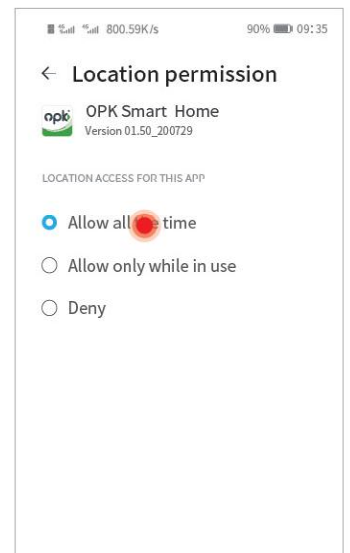 800.59K/s 90% 09:35
← Location permission
opk OPK Smart Home
Version 01.50_200729
LOCATION ACCESS FOR THIS APP
Allow all time
Allow only while in use
Deny